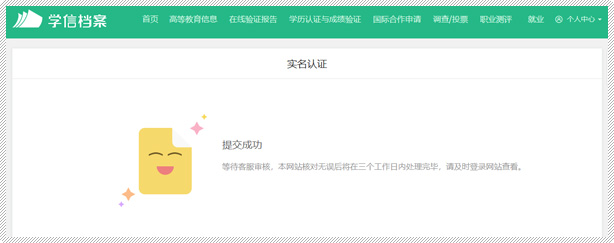 学信档案 首页 高等教育信息 在线验证报告 学历认证与成绩验证 国际合作申请 调查/投票 职业测评 就业 个人中心
实名认证
提交成功
等待客服审核，本网站核对无误后将在三个工作日内处理完毕，请及时登录网站查看。